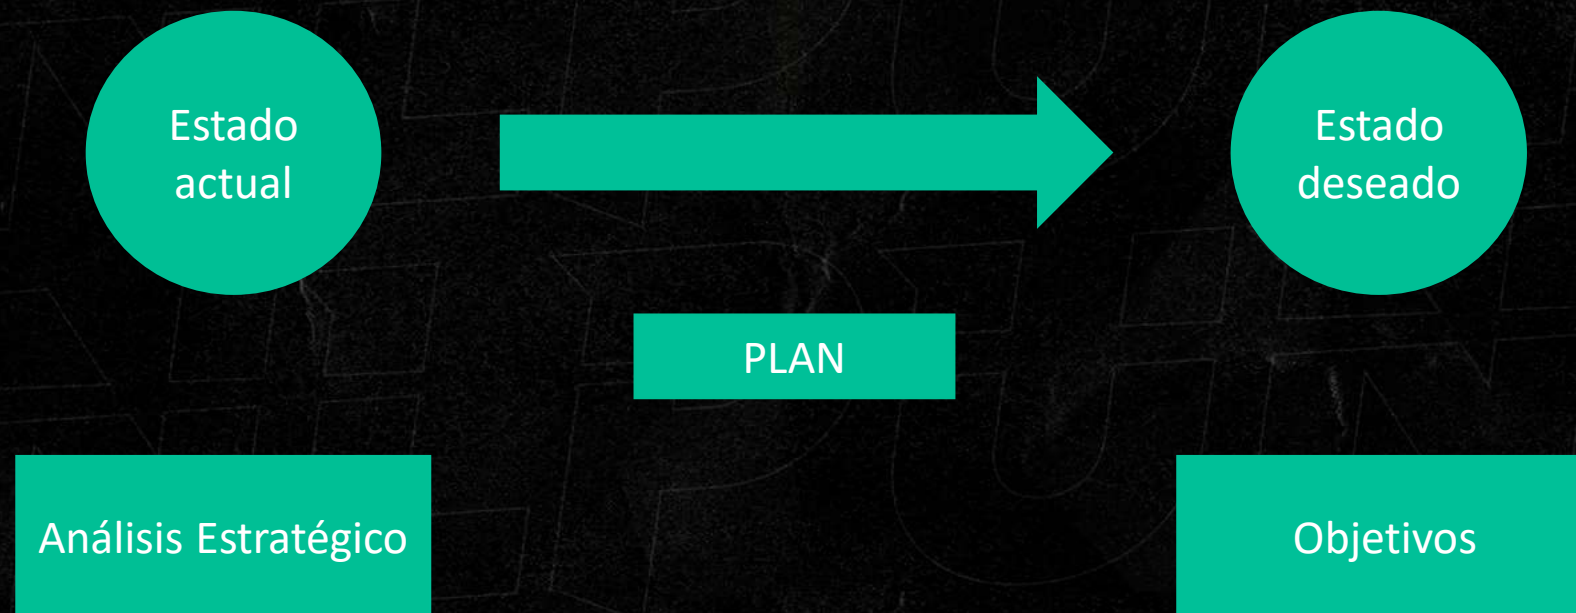 Estado
actual
Estado
deseado
PLAN
Análisis Estratégico
Objetivos